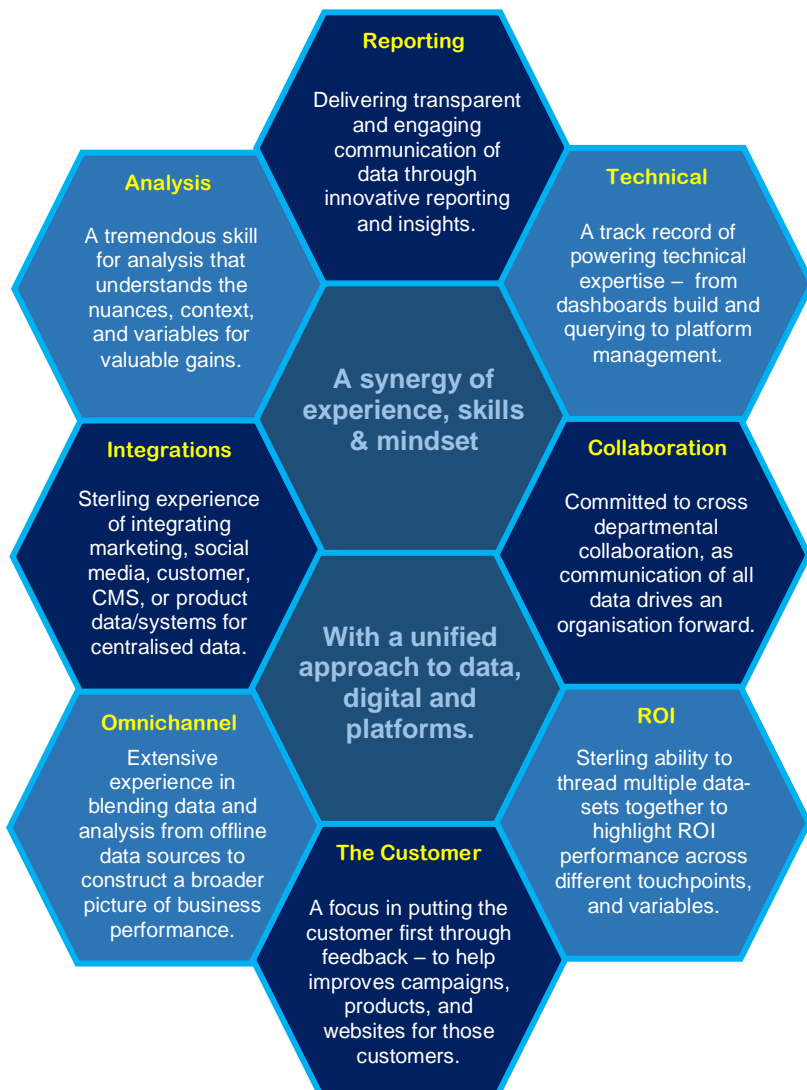 Reporting
Delivering transparent
and engaging
communication of
data through
innovative reporting
and insights.
Analysis
A tremendous skill
for analysis that
understands the
nuances, context,
and variables for
valuable gains.
Technical
A track record of
powering technical
expertise –  from
dashboards build and
querying to platform
management.
A synergy of
experience, skills
& mindset
Integrations
Sterling experience
of integrating
marketing, social
media, customer,
CMS, or product
data/systems for
centralised data.
Collaboration
Committed to cross
departmental
collaboration, as
communication of all
data drives an
organisation forward.
With a unified
approach to data,
digital and
platforms.
Omnichannel
Extensive
experience in
blending data and
analysis from offline
data sources to
construct a broader
picture of business
performance.
ROI
Sterling ability to
thread multiple data-
sets together to
highlight ROI
performance across
different touchpoints,
and variables.
The Customer
A focus in putting the
customer first through
feedback – to help
improves campaigns,
products, and
websites for those
customers.